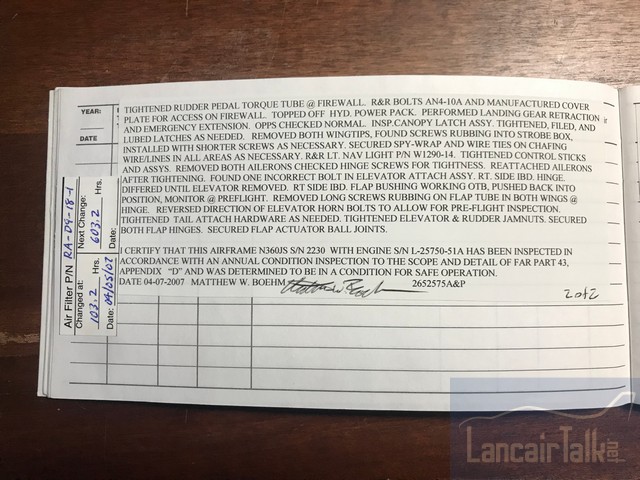 YEAR:
DATE
TIGHTENED RUDDER PEDAL TORQUE TUBE @ FIREWALL. R&R BOLTS AN4-10A AND MANUFACTURED COVER
PLATE FOR ACCESS ON FIREWALL. TOPPED OFF HYD. POWER PACK. PERFORMED LANDING GEAR RETRACTION
AND EMERGENCY EXTENSION. OPPS CHECKED NORMAL. INSP.CANOPY LATCH ASSY. TIGHTENED, FILED, AND
LUBED LATCHES AS NEEDED. REMOVED BOTH WINGTIPS, FOUND SCREWS RUBBING INTO STROBE BOX,
INSTALLED WITH SHORTER SCREWS AS NECESSARY. SECURED SPY-WRAP AND WIRE TIES ON CHAFING
WIRE/LINES IN ALL AREAS AS NECESSARY. R&R LT. NAV LIGHT P/N W1290-14. TIGHTENED CONTROL STICKS
AND ASSYS. REMOVED BOTH AILERONS CKED HINGE SCREWS FOR TIGHTNESS. REATTACHED AILERONS
AFTER TIGHTENING. FOUND ONE INCORRECT BOLT IN ELEVATOR ATTACH ASSY. RT. SIDE IBD. HINGE.
DIFFERED UNTIL ELEVATOR REMOVED. RT SIDE IBD. FLAP BUSHING WORKING OTB, PUSHED BACK INTO
POSITION, MONITOR @ PREFLIGHT. REMOVED LONG SCREWS RUBBING ON FLAP TUBE IN BOTH WINGS @
HINGE. REVERSED DIRECTION OF ELEVATOR HORN BOLTS TO ALLOW FOR PRE-FLIGHT INSPECTION.
TIGHTENED TAIL ATTACH HARDWARE AS NEEDED. TIGHTENED ELEVATOR & RUDDER JAMNUTS. SECURED
BOTH FLAP HINGES. SECURED FLAP ACTUATOR BALL JOINTS.
I CERTIFY THAT THIS AIRFRAME N360JS S/N 2230 WITH ENGINE S/N L-25750-51A HAS BEEN INSPECTED IN
ACCORDANCE WITH AN ANNUAL CONDITION INSPECTION TO THE SCOPE AND DETAIL OF FAR PART 43,
APPENDIX "D" AND WAS DETERMINED TO BE IN A CONDITION FOR SAFE OPERATION.
DATE 04-07-2007 MATTHEW W. BOEHM 2652575A&P
2 of 2
Air Filter P/N RA-D9-18-1
Changed at: Next Change:
103.2 Hrs. 603.2 Hrs.
Date: 04/05/07 Date:
LancairTalk.net